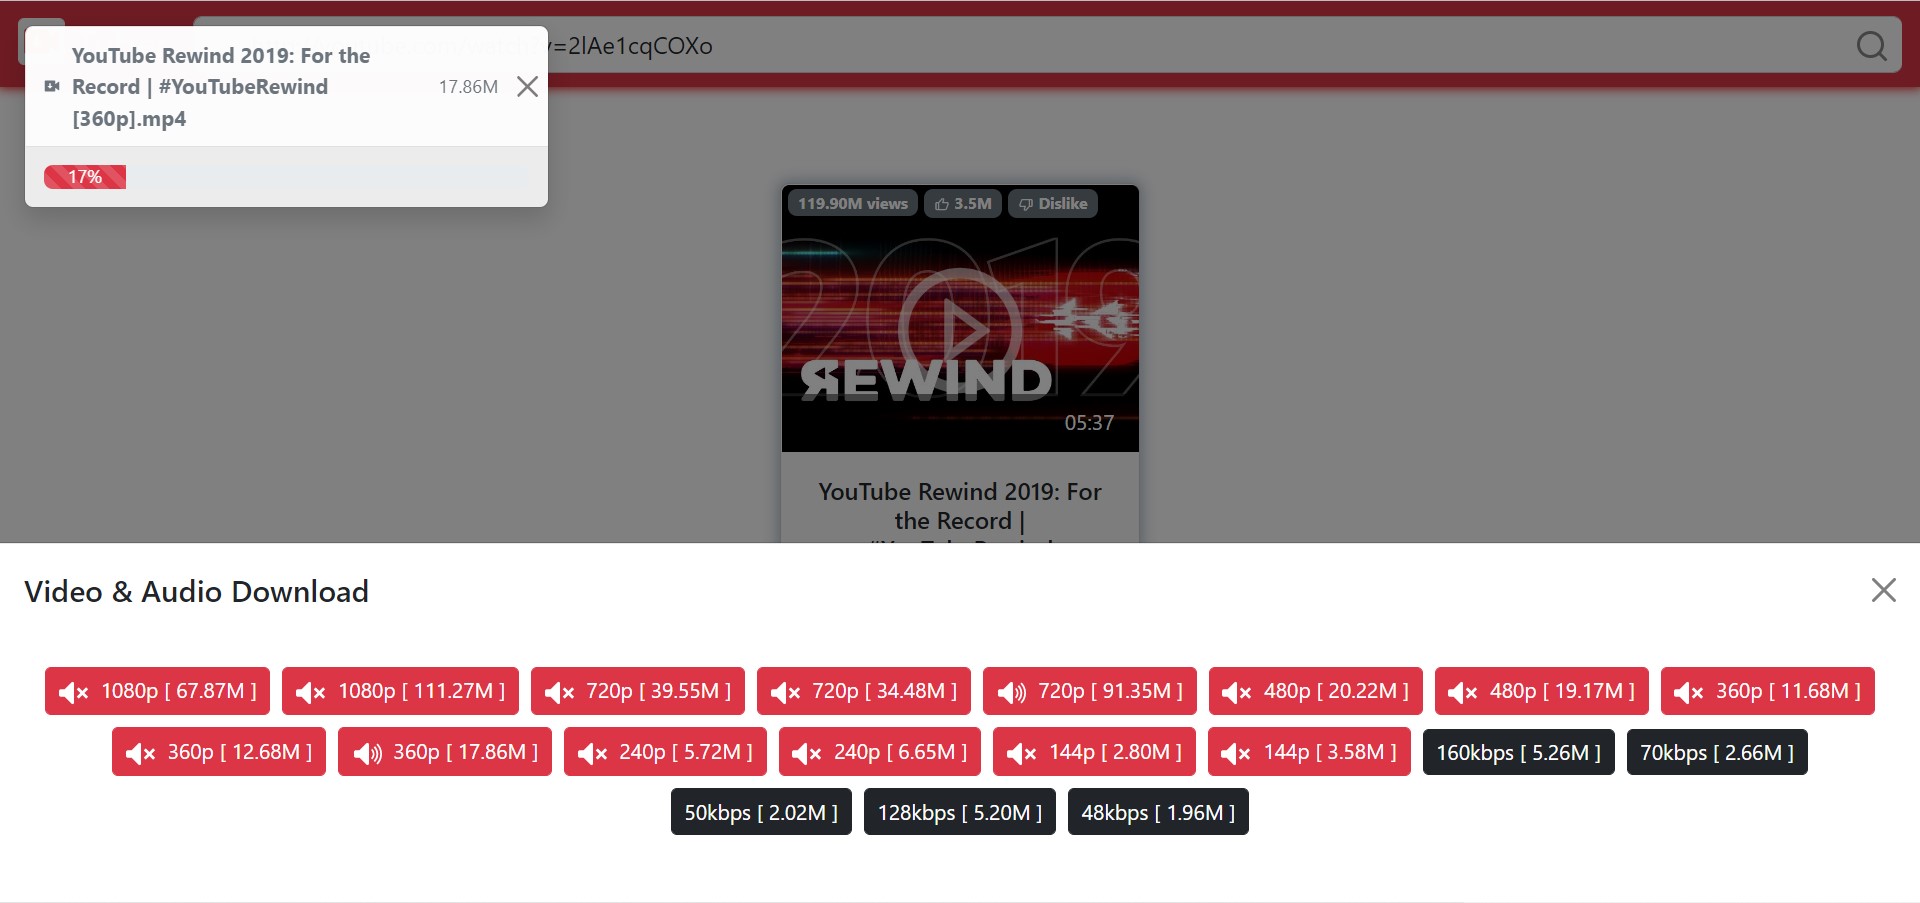 YouTube Rewind 2019: For the
Record | #YouTubeRewind
[360p].mp4
17.86M
17%
=2lAe1cqCOXo
119.90M views
3.5M
Dislike
2019
REWIND
05:37
YouTube Rewind 2019: For
the Record |
Video & Audio Download
1080p [ 67.87M ]
1080p [ 111.27M ]
720p [ 39.55M ]
720p [ 34.48M ]
720p [ 91.35M ]
480p [ 20.22M ]
480p [ 19.17M ]
360p [ 11.68M ]
360p [ 12.68M ]
360p [ 17.86M ]
240p [ 5.72M ]
240p [ 6.65M ]
144p [ 2.80M ]
144p [ 3.58M ]
160kbps [ 5.26M ]
70kbps [ 2.66M ]
50kbps [ 2.02M ]
128kbps [ 5.20M ]
48kbps [ 1.96M ]